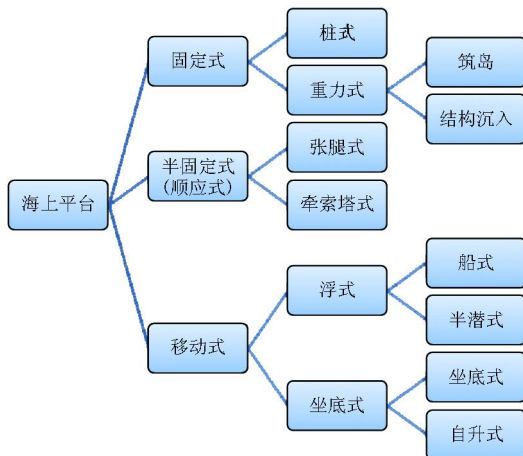 海上平台
固定式
桩式
重力式
筑岛
结构沉入
半固定式
(顺应式)
张腿式
牵索塔式
移动式
浮式
船式
半潜式
坐底式
坐底式
自升式